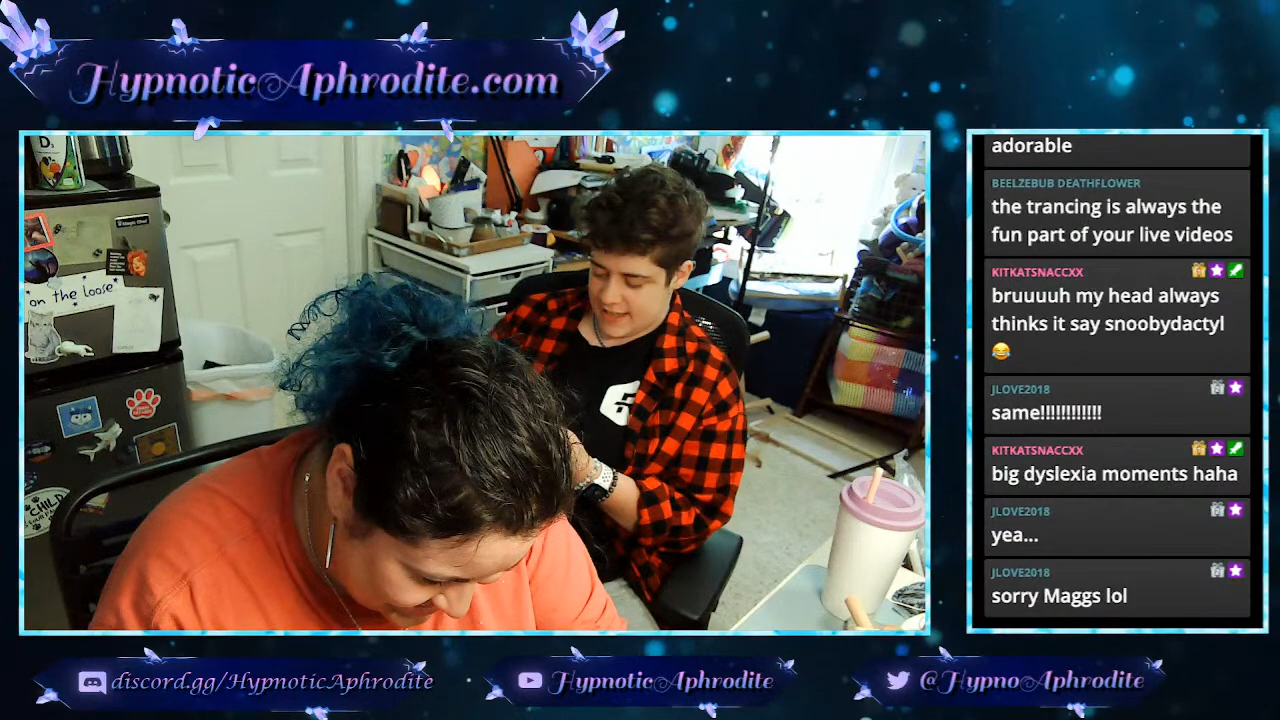 HypnoticAphrodite.com
adorable
BEELZEBUB DEATHFLOWER
the trancing is always the
fun part of your live videos
KITKATSNACCXX
bruuuuh my head always
thinks it say snoobydactyl
😂
JLOVE2018
same!!!!!!!!!!!!
KITKATSNACCXX
big dyslexia moments haha
JLOVE2018
yea...
JLOVE2018
sorry Maggs lol
on the loose
CHILD
discord.gg/HypnoticAphrodite
HypnoticAphrodite
@HypnoAphrodite